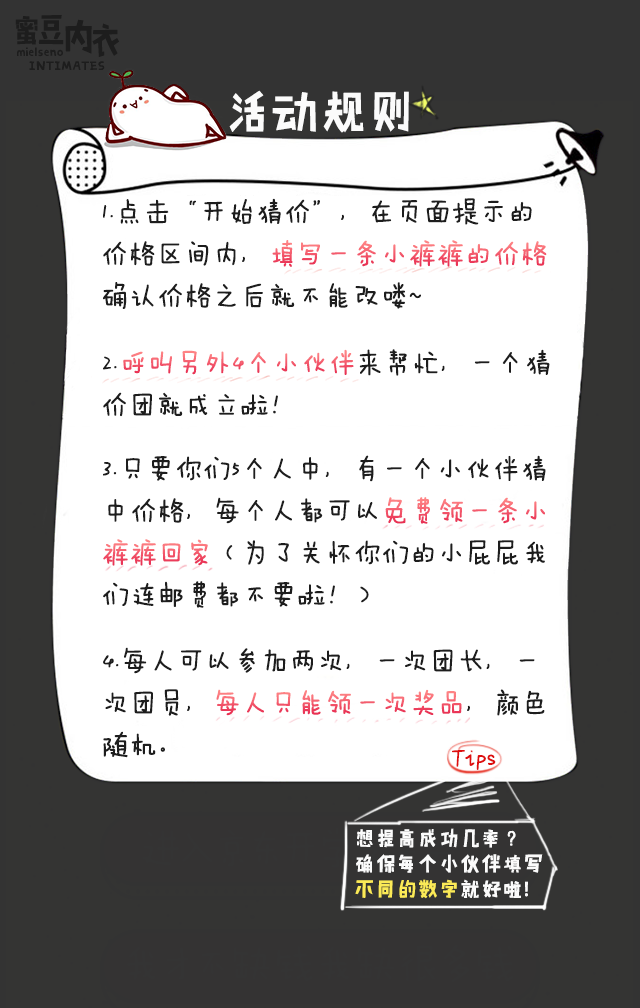 蜜豆内衣
mielseno
INTIMATES
活动规则
1.点击“开始猜价”，在页面提示的
价格区间内，填写一条小裤裤的价格
确认价格之后就不能改喽~
2.呼叫另外4个小伙伴来帮忙，一个猜
价团就成立啦！
3.只要你们5个人中，有一个小伙伴猜
中价格，每个人都可以免费领一条小
裤裤回家（为了关怀你们的小屁屁我
们连邮费都不要啦！）
4.每人可以参加两次，一次团长，一
次团员，每人只能领一次奖品，颜色
随机。
Tips
想提高成功几率？
确保每个小伙伴填写
不同的数字就好啦！